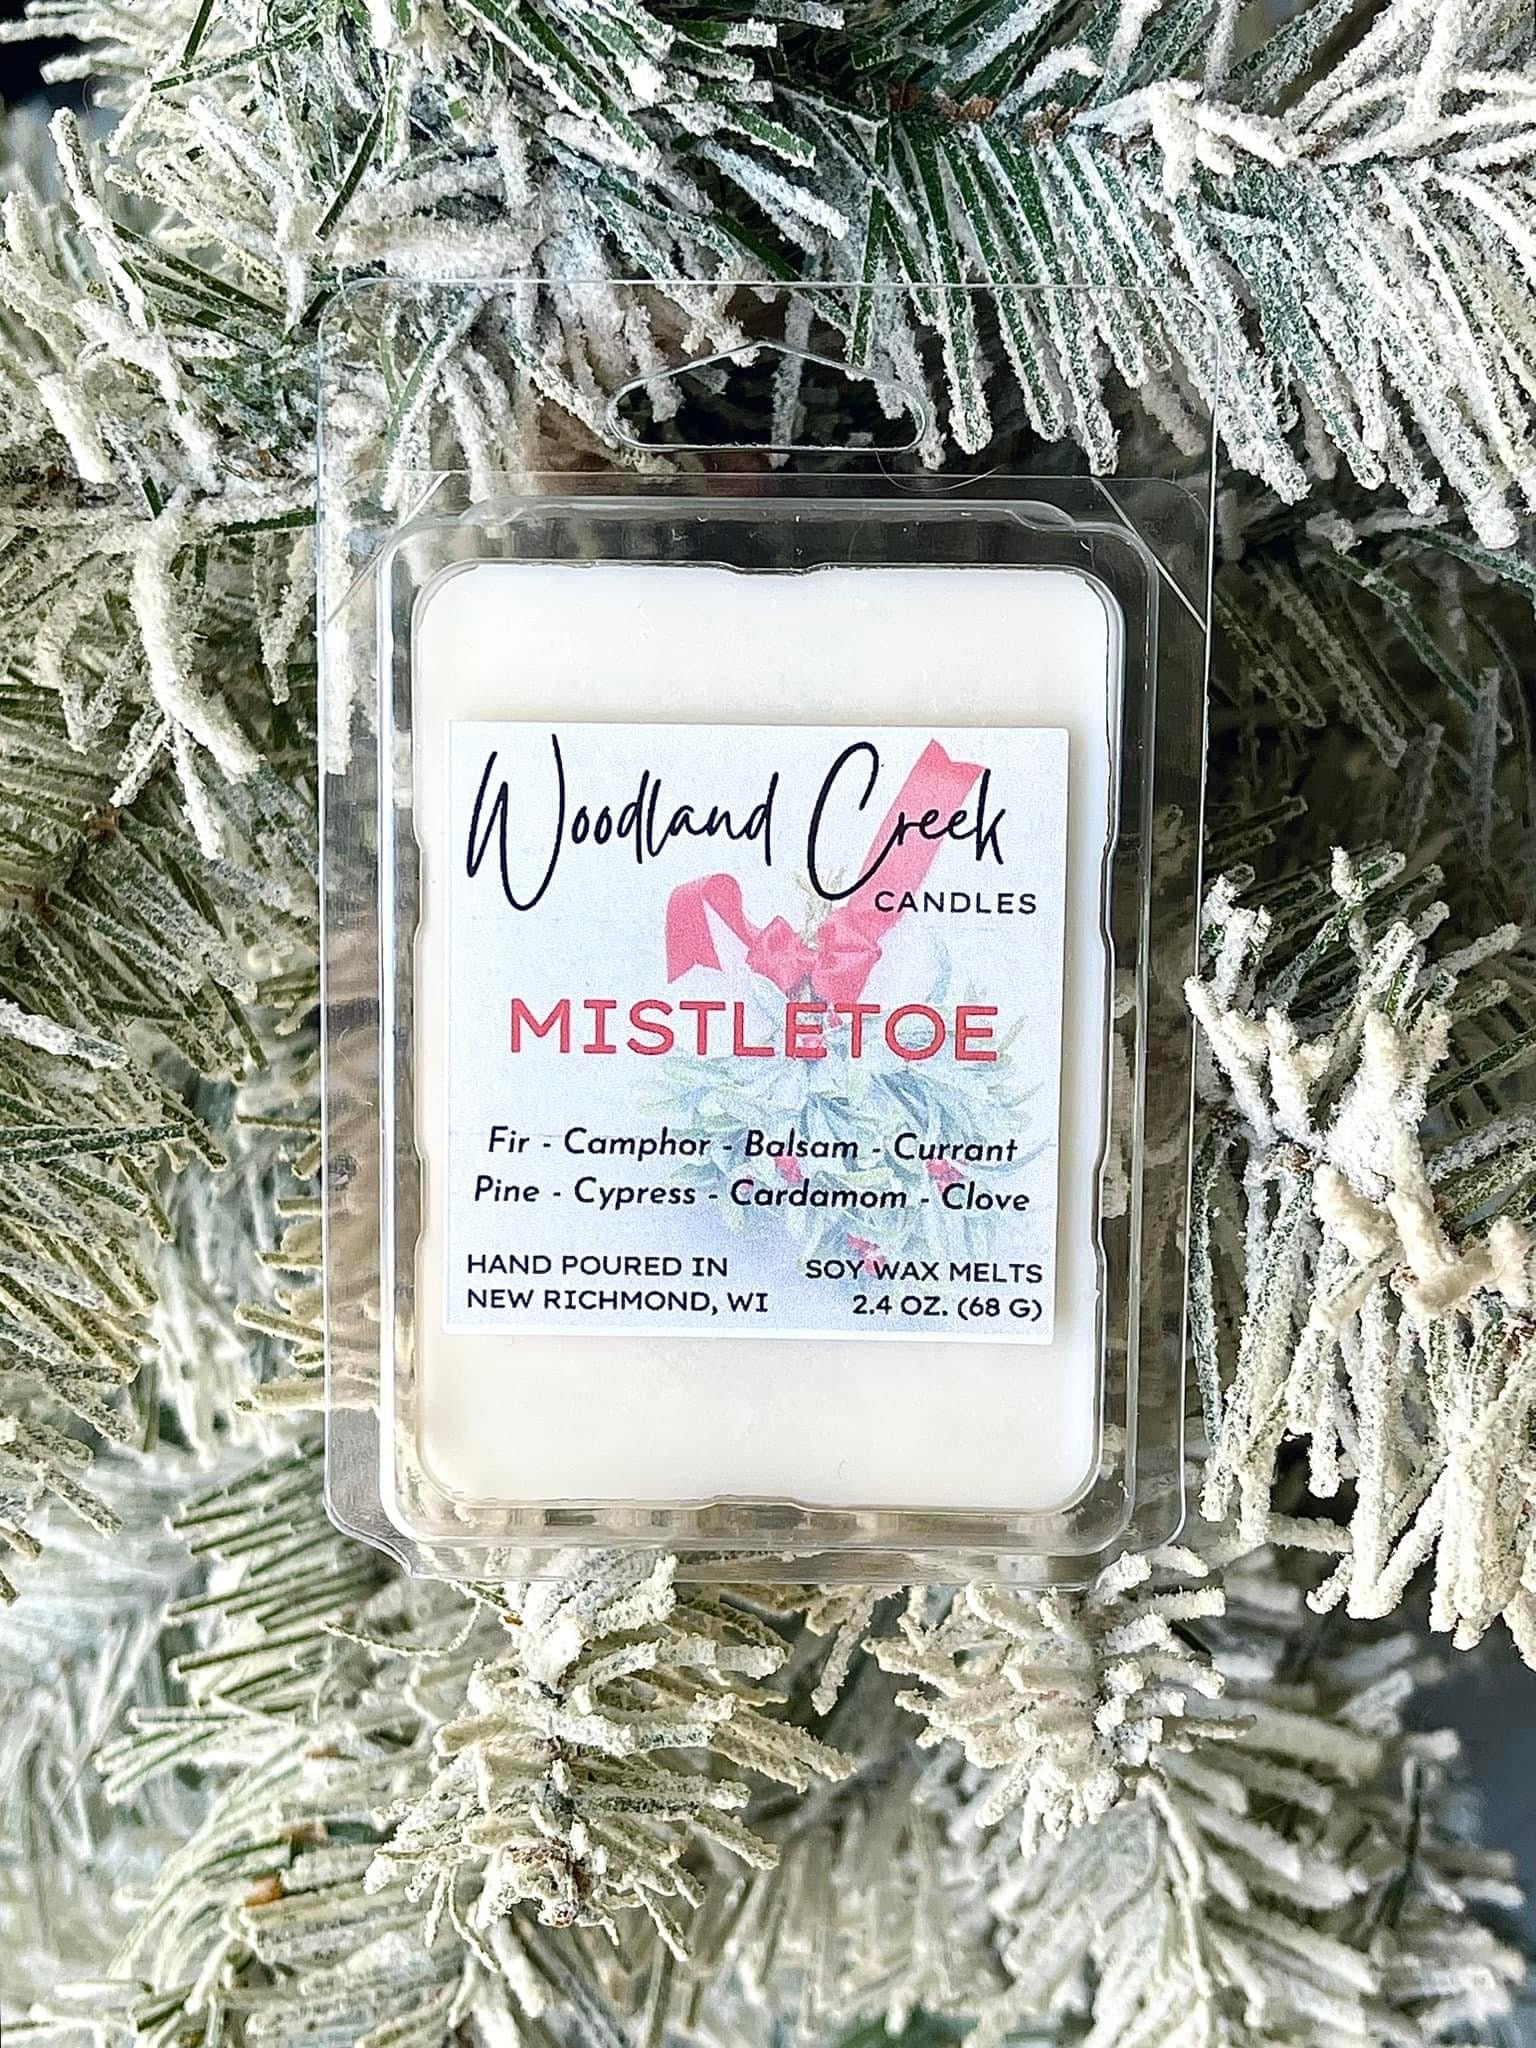 Woodland Creek
CANDLES
MISTLETOE
Fir - Camphor - Balsam - Currant
Pine - Cypress - Cardamom - Clove
HAND POURED IN
NEW RICHMOND, WI
SOY WAX MELTS
2.4 OZ. (68 G)